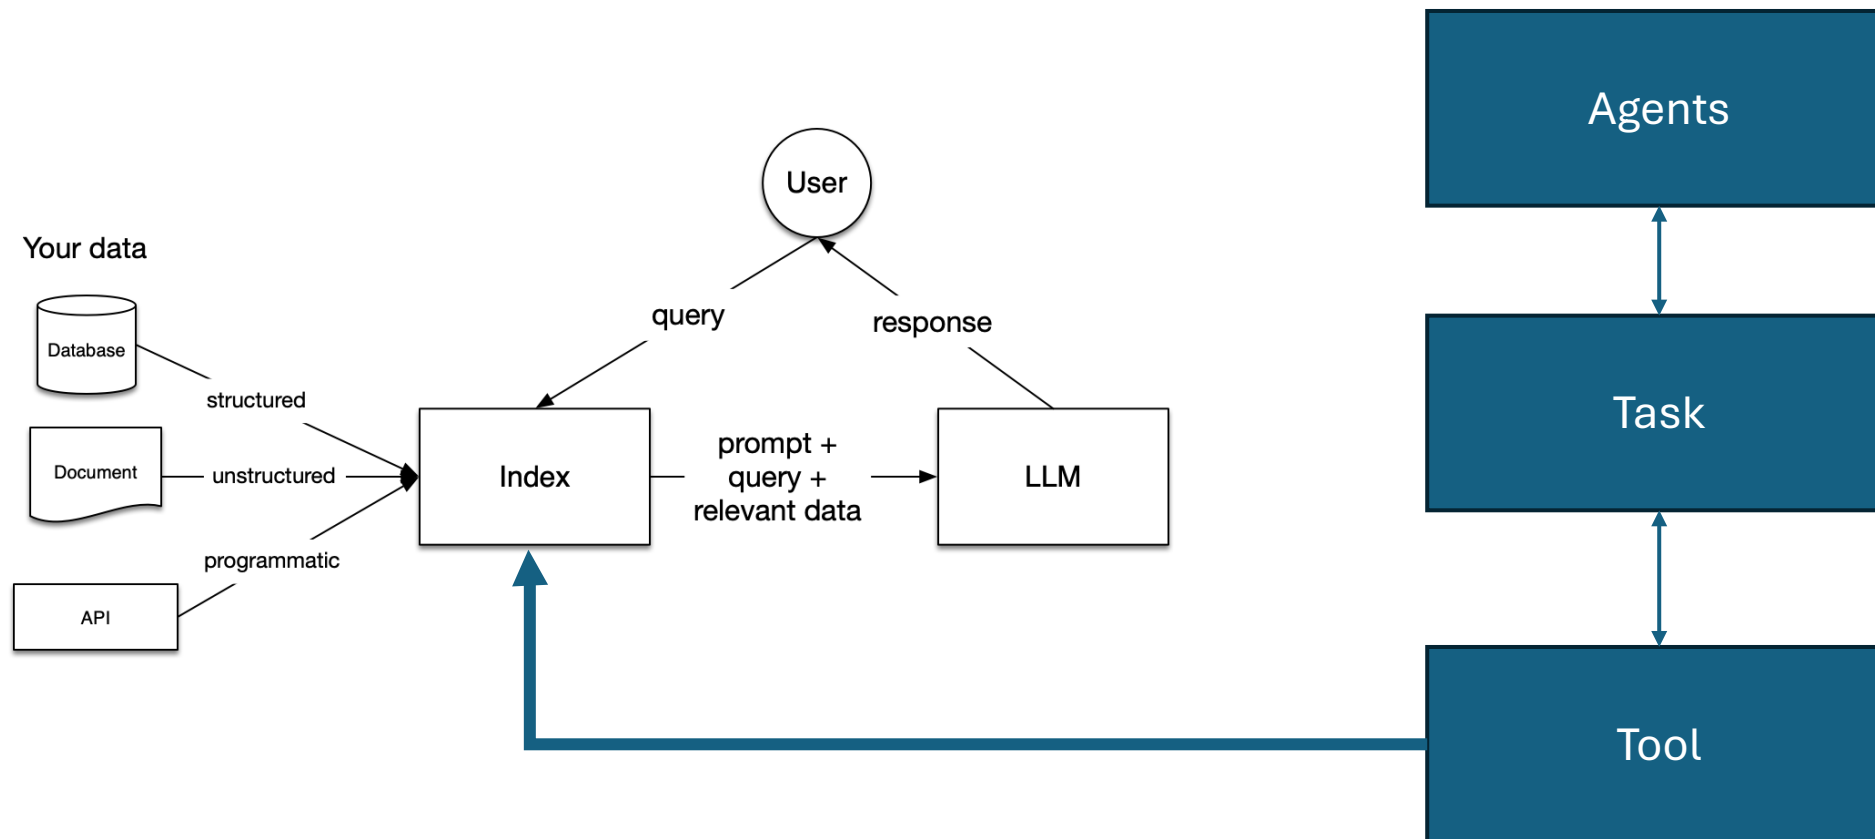 Agents
User
Your data
query
response
Database
structured
Task
prompt +
Document
unstructured
Index
query +
LLM
relevant data
programmatic
API
Tool